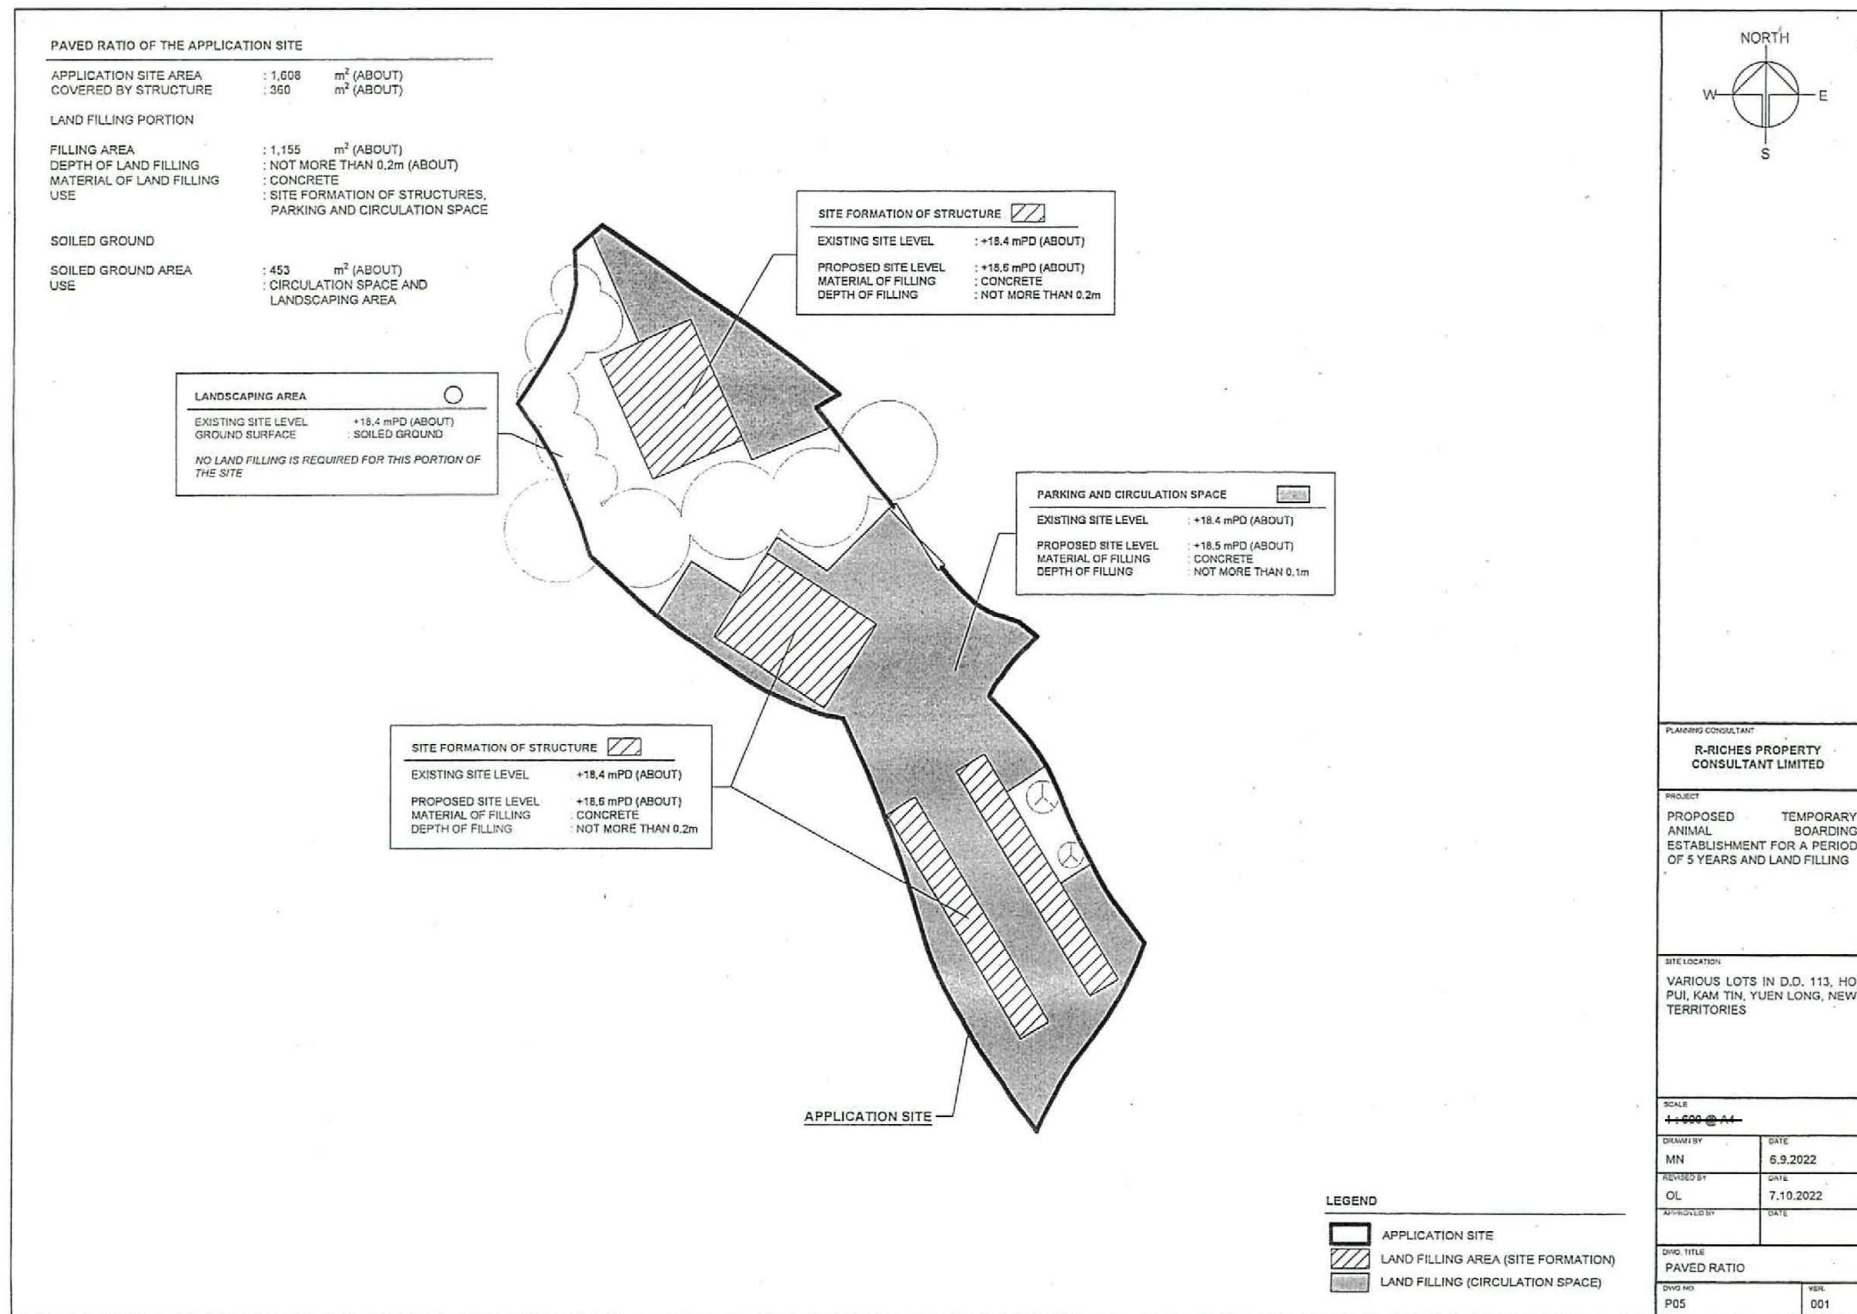 PAVED RATIO OF THE APPLICATION SITE
APPLICATION SITE AREA : 1,608 m² (ABOUT)
COVERED BY STRUCTURE : 360 m² (ABOUT)
LAND FILLING PORTION
FILLING AREA : 1,155 m² (ABOUT)
DEPTH OF LAND FILLING : NOT MORE THAN 0.2m (ABOUT)
MATERIAL OF LAND FILLING : CONCRETE
USE : SITE FORMATION OF STRUCTURES,
PARKING AND CIRCULATION SPACE
SOILED GROUND
SOILED GROUND AREA : 453 m² (ABOUT)
USE : CIRCULATION SPACE AND
LANDSCAPING AREA
SITE FORMATION OF STRUCTURE
EXISTING SITE LEVEL : +18.4 mPD (ABOUT)
PROPOSED SITE LEVEL : +18.6 mPD (ABOUT)
MATERIAL OF FILLING : CONCRETE
DEPTH OF FILLING : NOT MORE THAN 0.2m
LANDSCAPING AREA
EXISTING SITE LEVEL +18.4 mPD (ABOUT)
GROUND SURFACE : SOILED GROUND
NO LAND FILLING IS REQUIRED FOR THIS PORTION OF
THE SITE
PARKING AND CIRCULATION SPACE
EXISTING SITE LEVEL : +18.4 mPD (ABOUT)
PROPOSED SITE LEVEL : +18.5 mPD (ABOUT)
MATERIAL OF FILLING : CONCRETE
DEPTH OF FILLING : NOT MORE THAN 0.1m
SITE FORMATION OF STRUCTURE
EXISTING SITE LEVEL +18.4 mPD (ABOUT)
PROPOSED SITE LEVEL +18.6 mPD (ABOUT)
MATERIAL OF FILLING : CONCRETE
DEPTH OF FILLING : NOT MORE THAN 0.2m
APPLICATION SITE
LEGEND
APPLICATION SITE
LAND FILLING AREA (SITE FORMATION)
LAND FILLING (CIRCULATION SPACE)
NORTH
W E
S
PLANNING CONSULTANT
R-RICHES PROPERTY
CONSULTANT LIMITED
PROJECT
PROPOSED TEMPORARY
ANIMAL BOARDING
ESTABLISHMENT FOR A PERIOD
OF 5 YEARS AND LAND FILLING
SITE LOCATION
VARIOUS LOTS IN D.D. 113, HO
PUI, KAM TIN, YUEN LONG, NEW
TERRITORIES
SCALE
1 : 600 @ A4
DRAWN BY DATE
MN 6.9.2022
REVISED BY DATE
OL 7.10.2022
APPROVED BY DATE
DWG. TITLE
PAVED RATIO
DWG NO. VER.
P05 001